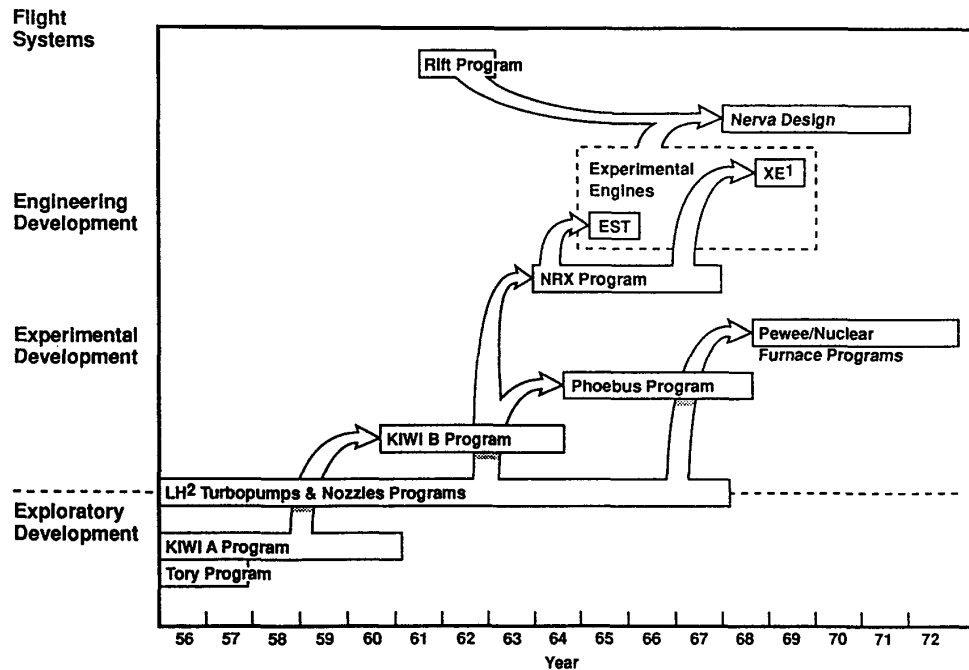 Flight
Systems
Rift Program
Nerva Design
Experimental
Engines
XE1
Engineering
Development
EST
NRX Program
Experimental
Development
Pewee/Nuclear
Furnace Programs
Phoebus Program
KIWI B Program
LH2 Turbopumps & Nozzles Programs
Exploratory
Development
KIWI A Program
Tory Program
56 57 58 59 60 61 62 63 64 65 66 67 68 69 70 71 72
Year